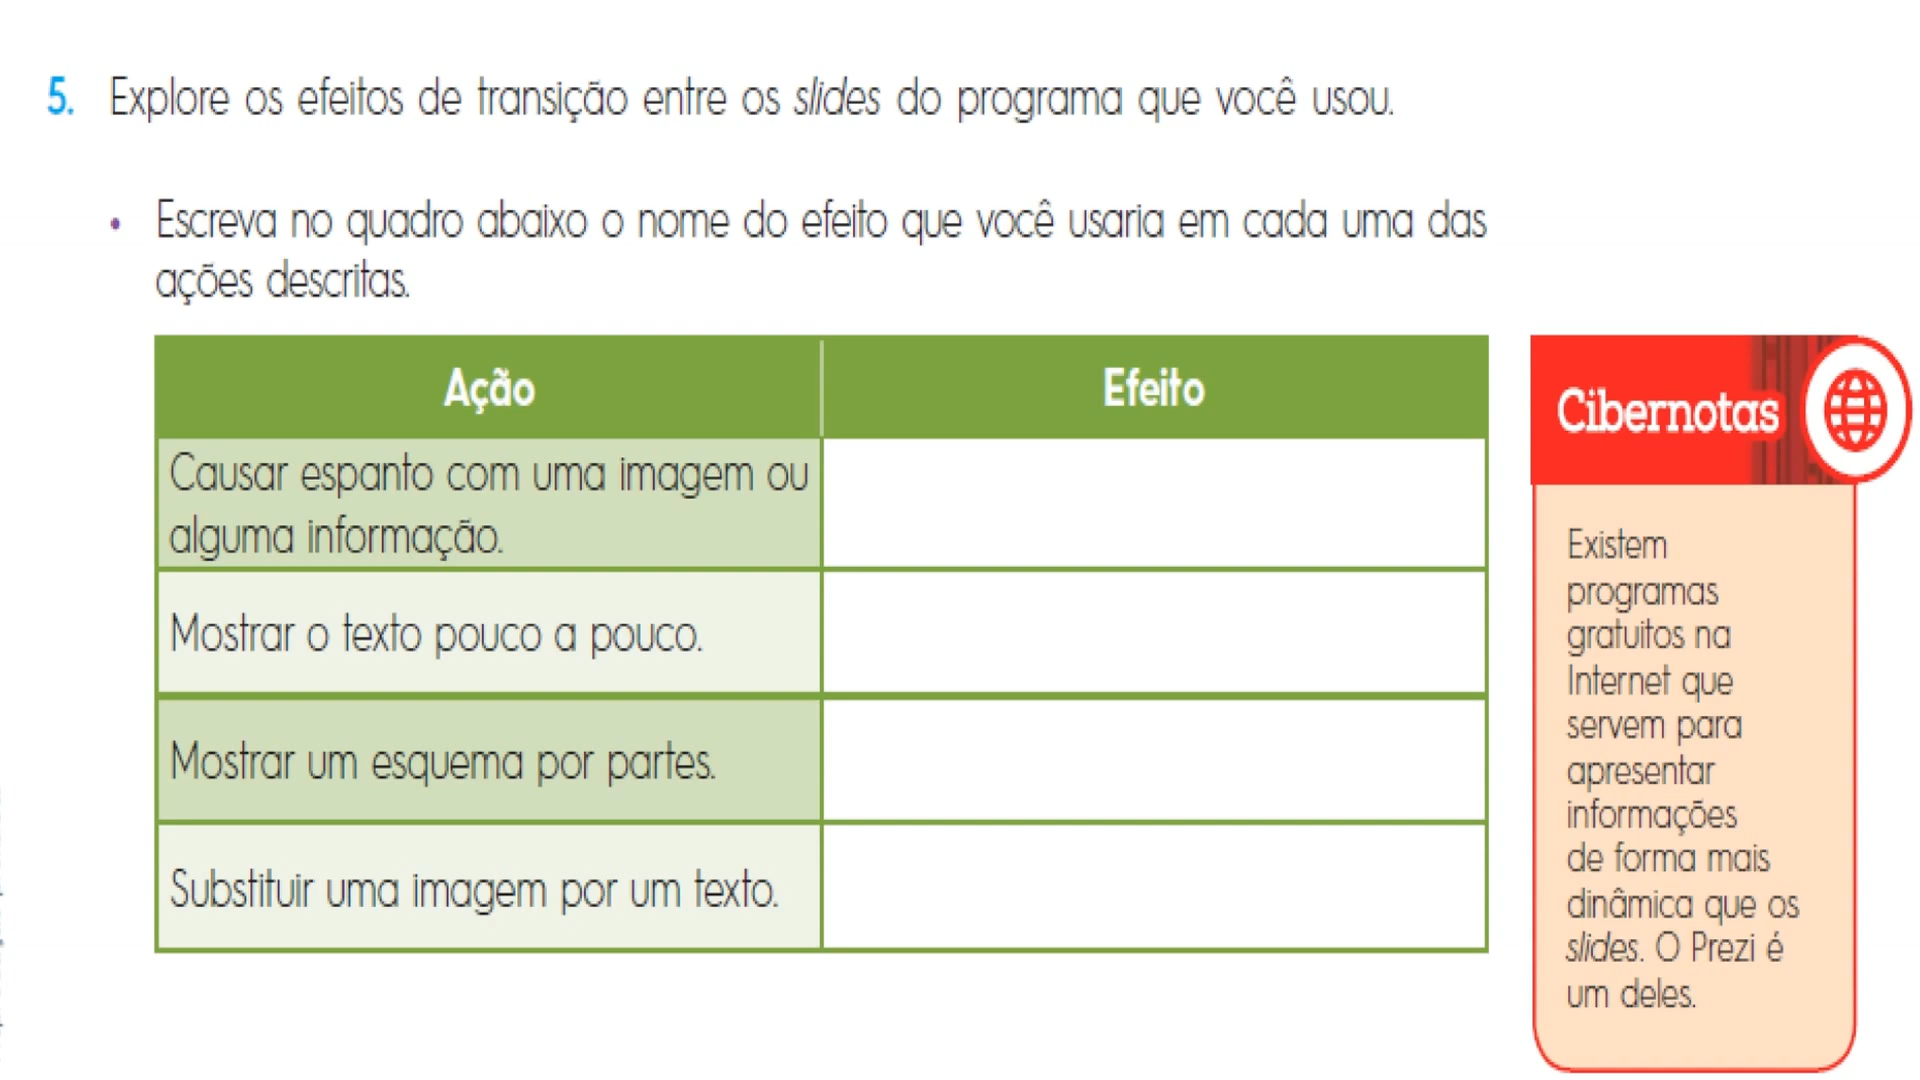 5. Explore os efeitos de transição entre os slides do programa que você usou.
• Escreva no quadro abaixo o nome do efeito que você usaria em cada uma das
ações descritas.
Ação
Efeito
Causar espanto com uma imagem ou
alguma informação.
Mostrar o texto pouco a pouco.
Mostrar um esquema por partes.
Substituir uma imagem por um texto.
Cibernotas
Existem
programas
gratuitos na
Internet que
servem para
apresentar
informações
de forma mais
dinâmica que os
slides. O Prezi é
um deles.